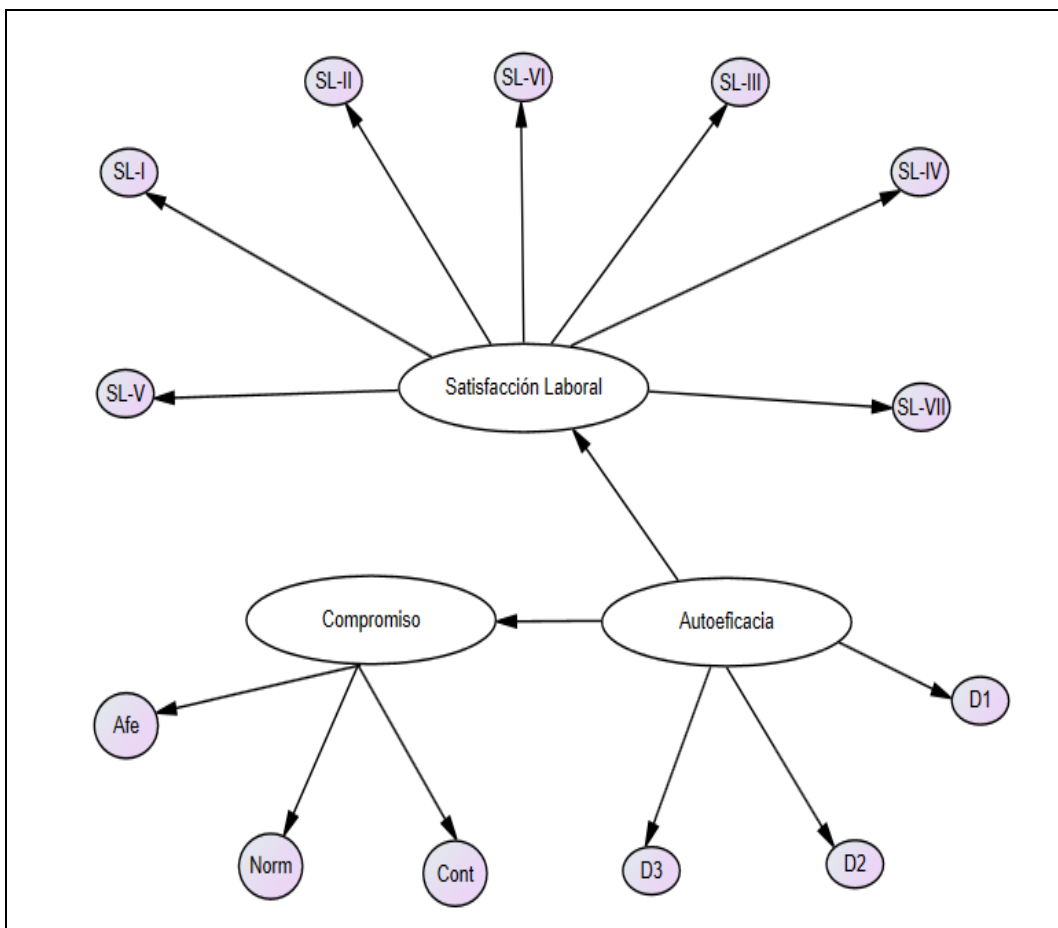 SL-VI
SL-II
SL-III
SL-I
SL-IV
Satisfacción Laboral
SL-V
SL-VII
Compromiso
Autoeficacia
D1
Afe
Norm
Cont
D3
D2